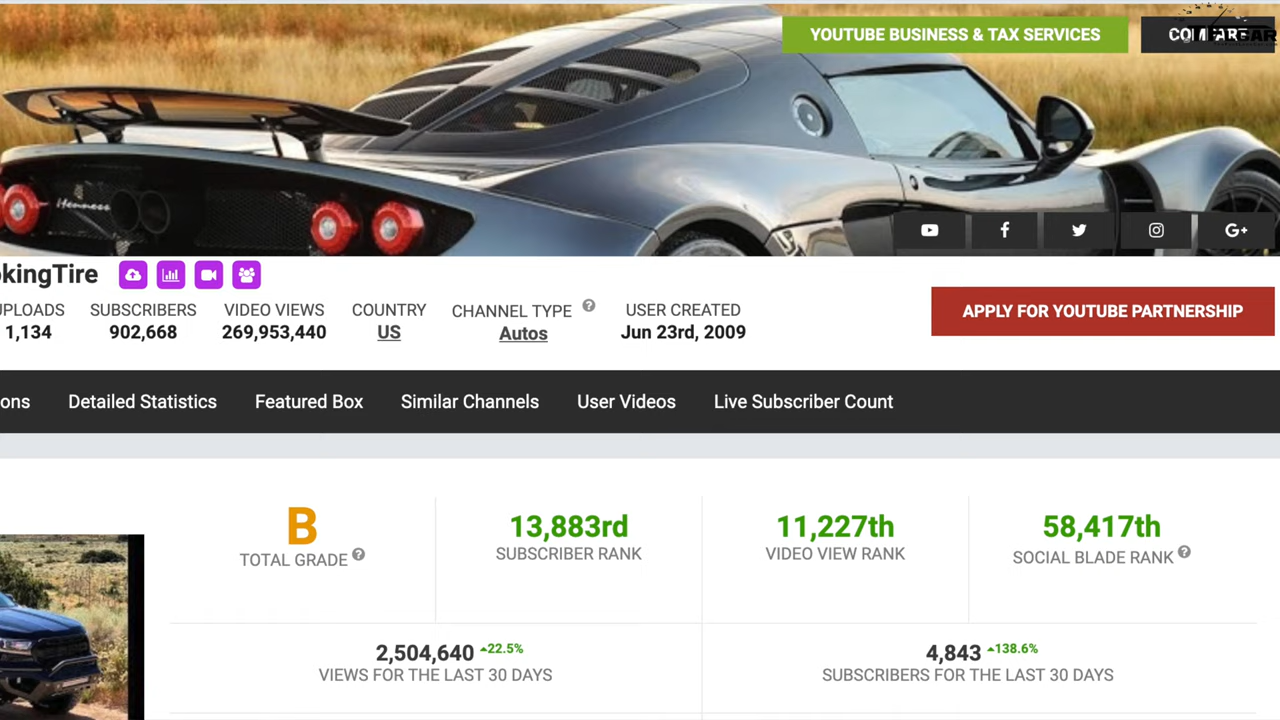 YOUTUBE BUSINESS & TAX SERVICES
COMPARE
Hennessey
G+
okingTire
UPLOADS SUBSCRIBERS VIDEO VIEWS COUNTRY CHANNEL TYPE ? USER CREATED
1,134 902,668 269,953,440 US Autos Jun 23rd, 2009
APPLY FOR YOUTUBE PARTNERSHIP
ons Detailed Statistics Featured Box Similar Channels User Videos Live Subscriber Count
B 13,883rd 11,227th 58,417th
TOTAL GRADE ? SUBSCRIBER RANK VIDEO VIEW RANK SOCIAL BLADE RANK ?
2,504,640 22.5% 4,843 138.6%
VIEWS FOR THE LAST 30 DAYS SUBSCRIBERS FOR THE LAST 30 DAYS